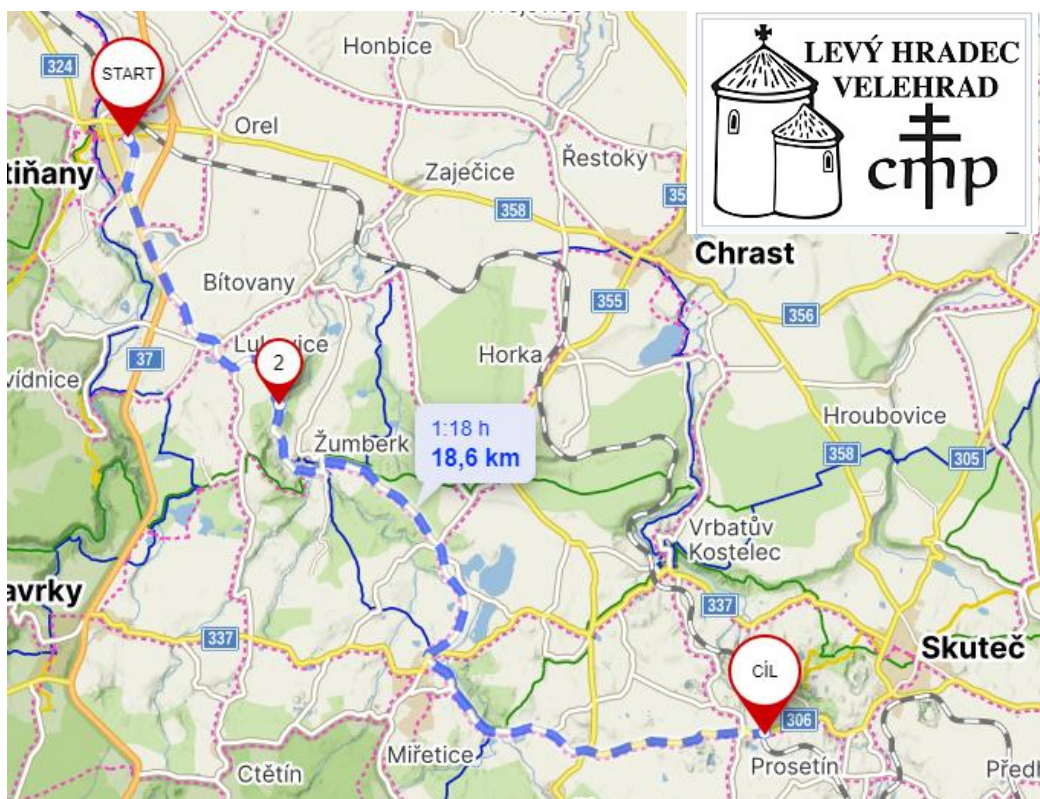 Honbice
324
START
LEVÝ HRADEC
VELEHRAD
cmp
Orel
Řestoky
Zaječice
tiňany
358
35
Chrast
Bítovany
355
356
37
Horka
vídnice
2
Hroubovice
1:18 h
18,6 km
Žumberk
358
305
Vrbatův
Kostelec
avrky
337
337
Skuteč
CÍL
306
Miřetice
Prosetín
Ctětín
Před